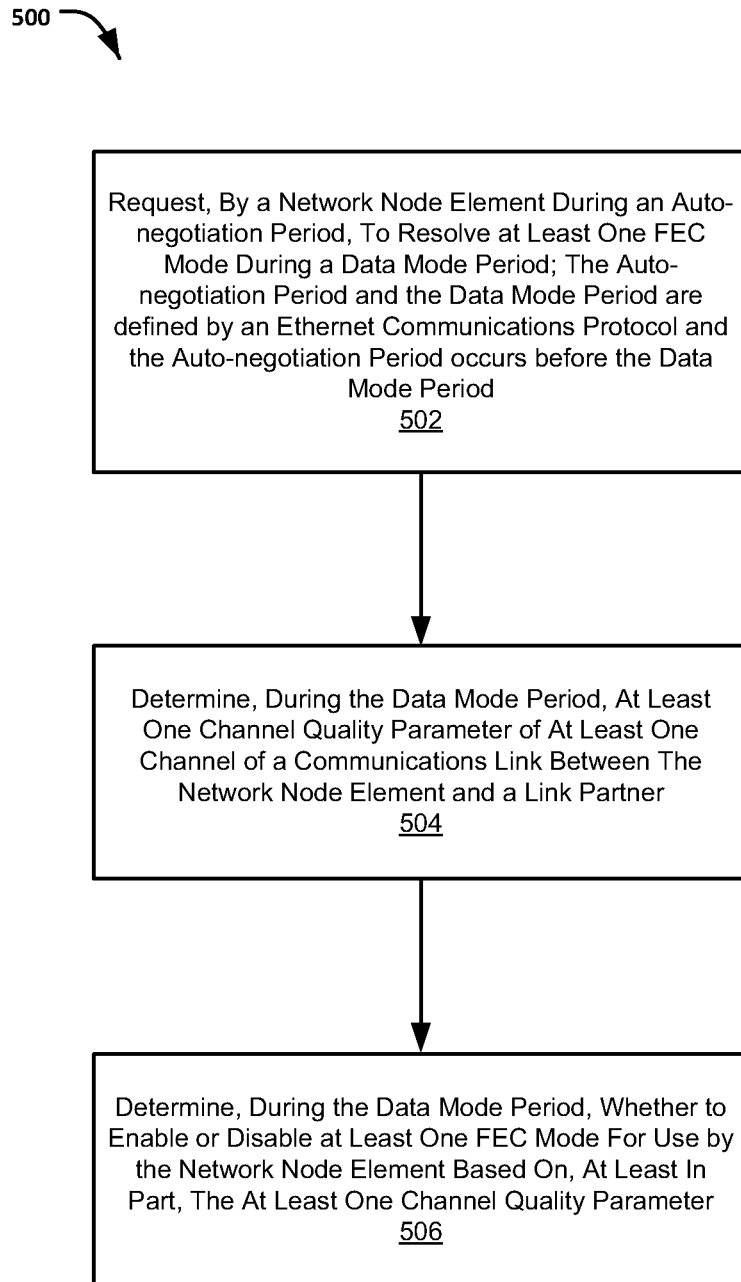 500
Request, By a Network Node Element During an Auto-
negotiation Period, To Resolve at Least One FEC
Mode During a Data Mode Period; The Auto-
negotiation Period and the Data Mode Period are
defined by an Ethernet Communications Protocol and
the Auto-negotiation Period occurs before the Data
Mode Period
502
Determine, During the Data Mode Period, At Least
One Channel Quality Parameter of At Least One
Channel of a Communications Link Between The
Network Node Element and a Link Partner
504
Determine, During the Data Mode Period, Whether to
Enable or Disable at Least One FEC Mode For Use by
the Network Node Element Based On, At Least In
Part, The At Least One Channel Quality Parameter
506